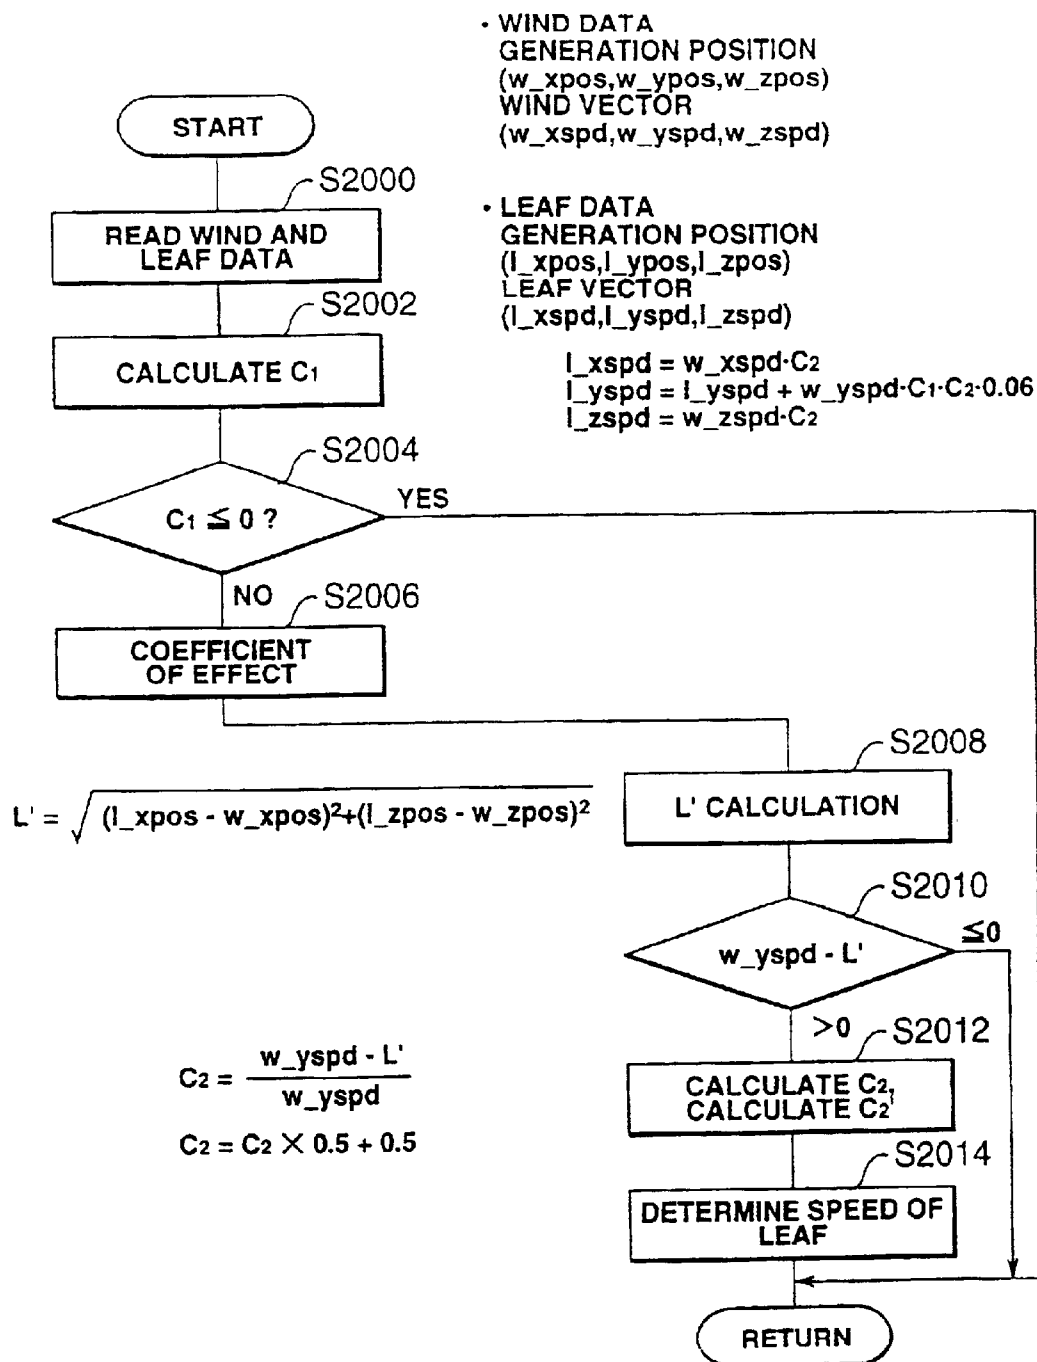 • WIND DATA
GENERATION POSITION
(w_xpos,w_ypos,w_zpos)
WIND VECTOR
(w_xspd,w_yspd,w_zspd)
START
S2000
READ WIND AND
LEAF DATA
• LEAF DATA
GENERATION POSITION
(l_xpos,l_ypos,l_zpos)
LEAF VECTOR
(l_xspd,l_yspd,l_zspd)
l_xspd = w_xspd·C2
l_yspd = l_yspd + w_yspd·C1·C2·0.06
l_zspd = w_zspd·C2
S2002
CALCULATE C1
S2004
C1 ≦ 0 ?
YES
NO
S2006
COEFFICIENT
OF EFFECT
S2008
L' CALCULATION
L' = √(l_xpos - w_xpos)²+(l_zpos - w_zpos)²
S2010
w_yspd - L'
≦0
>0
S2012
CALCULATE C2,
CALCULATE C2'
C2 = w_yspd - L'
w_yspd
C2 = C2 × 0.5 + 0.5
S2014
DETERMINE SPEED OF
LEAF
RETURN